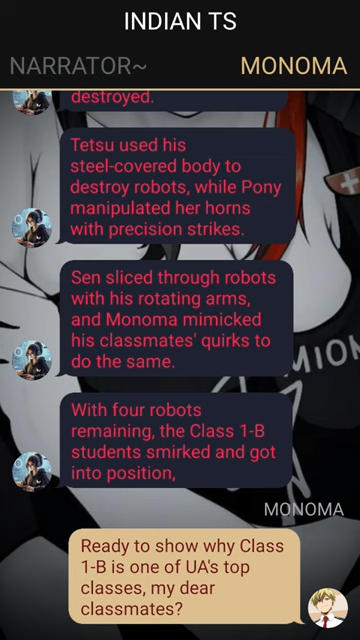 INDIAN TS
NARRATOR~ MONOMA
destroyed.
Tetsu used his
steel-covered body to
destroy robots, while Pony
manipulated her horns
with precision strikes.
Sen sliced through robots
with his rotating arms,
and Monoma mimicked
his classmates' quirks to
do the same.
MION
With four robots
remaining, the Class 1-B
students smirked and got
into position,
MONOMA
Ready to show why Class
1-B is one of UA's top
classes, my dear
classmates?